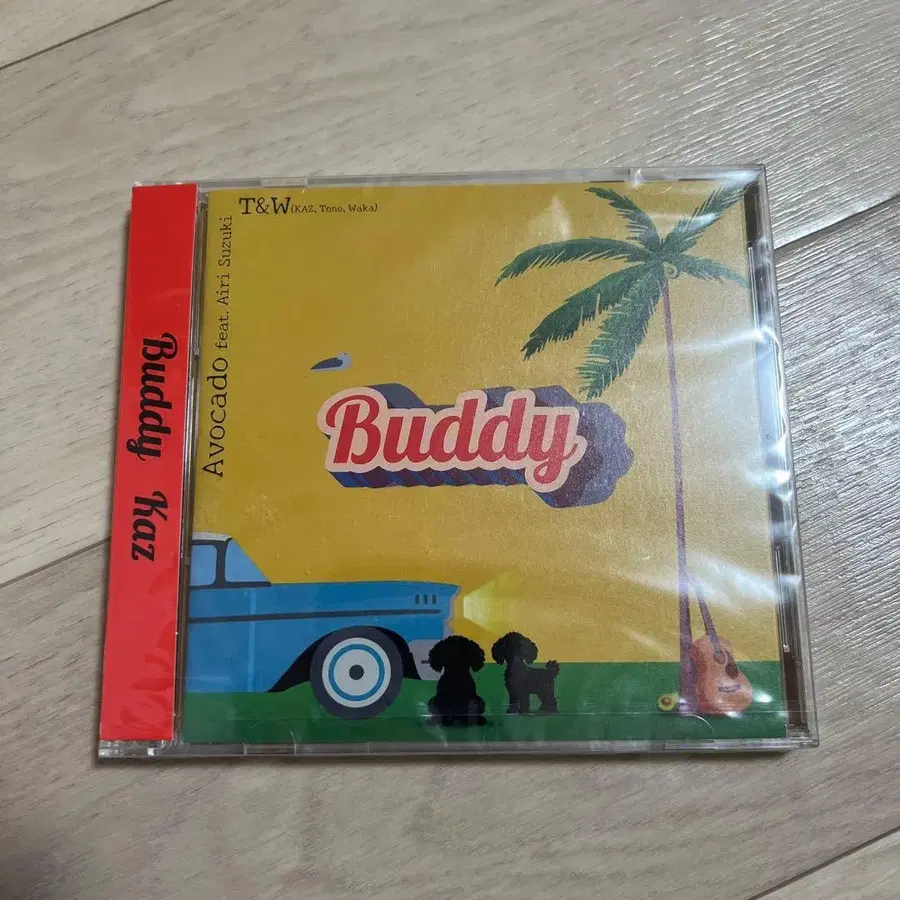 T&W (KAZ, Tono, Waka)
Avocado feat. Airi Suzuki
Buddy
Buddy Kaz